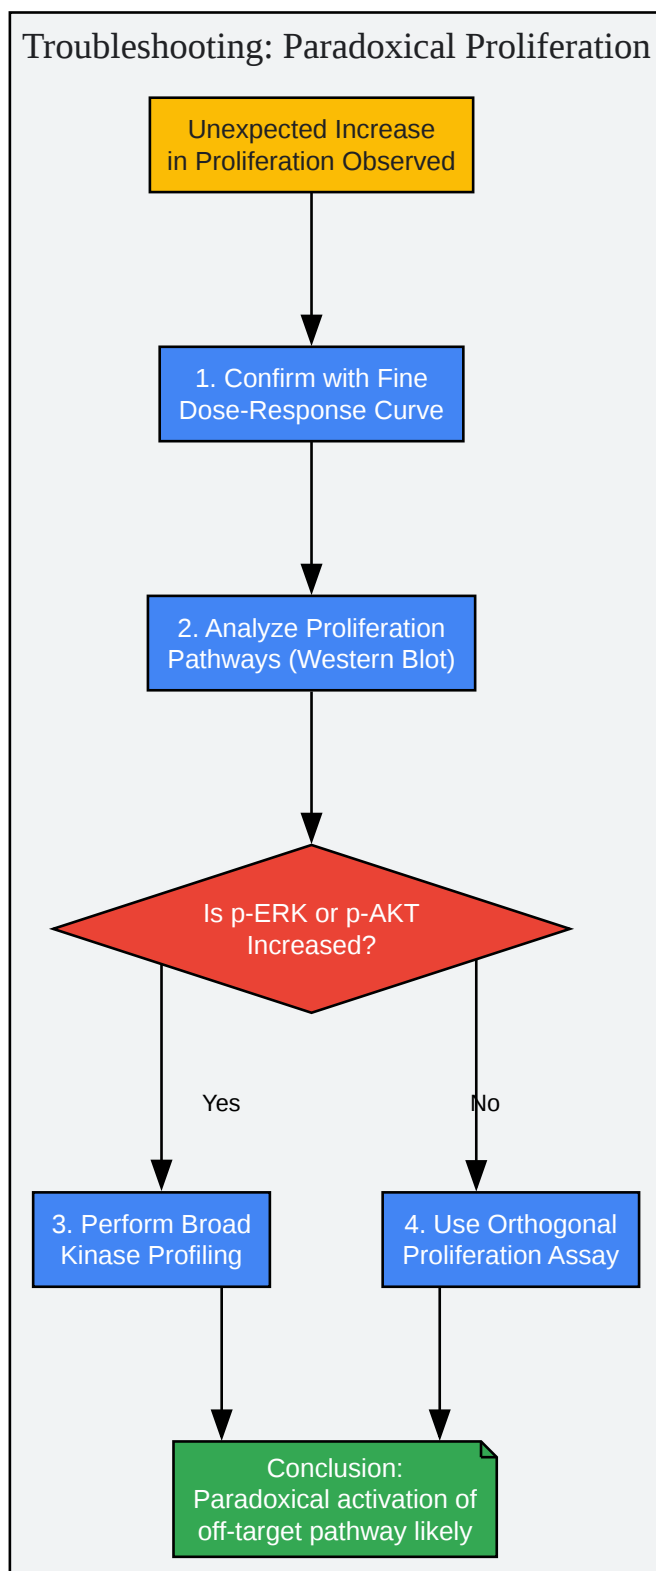 Troubleshooting: Paradoxical Proliferation
Unexpected Increase
in Proliferation Observed
1. Confirm with Fine
Dose-Response Curve
2. Analyze Proliferation
Pathways (Western Blot)
Is p-ERK or p-AKT
Increased?
Yes
No
3. Perform Broad
Kinase Profiling
4. Use Orthogonal
Proliferation Assay
Conclusion:
Paradoxical activation of
off-target pathway likely